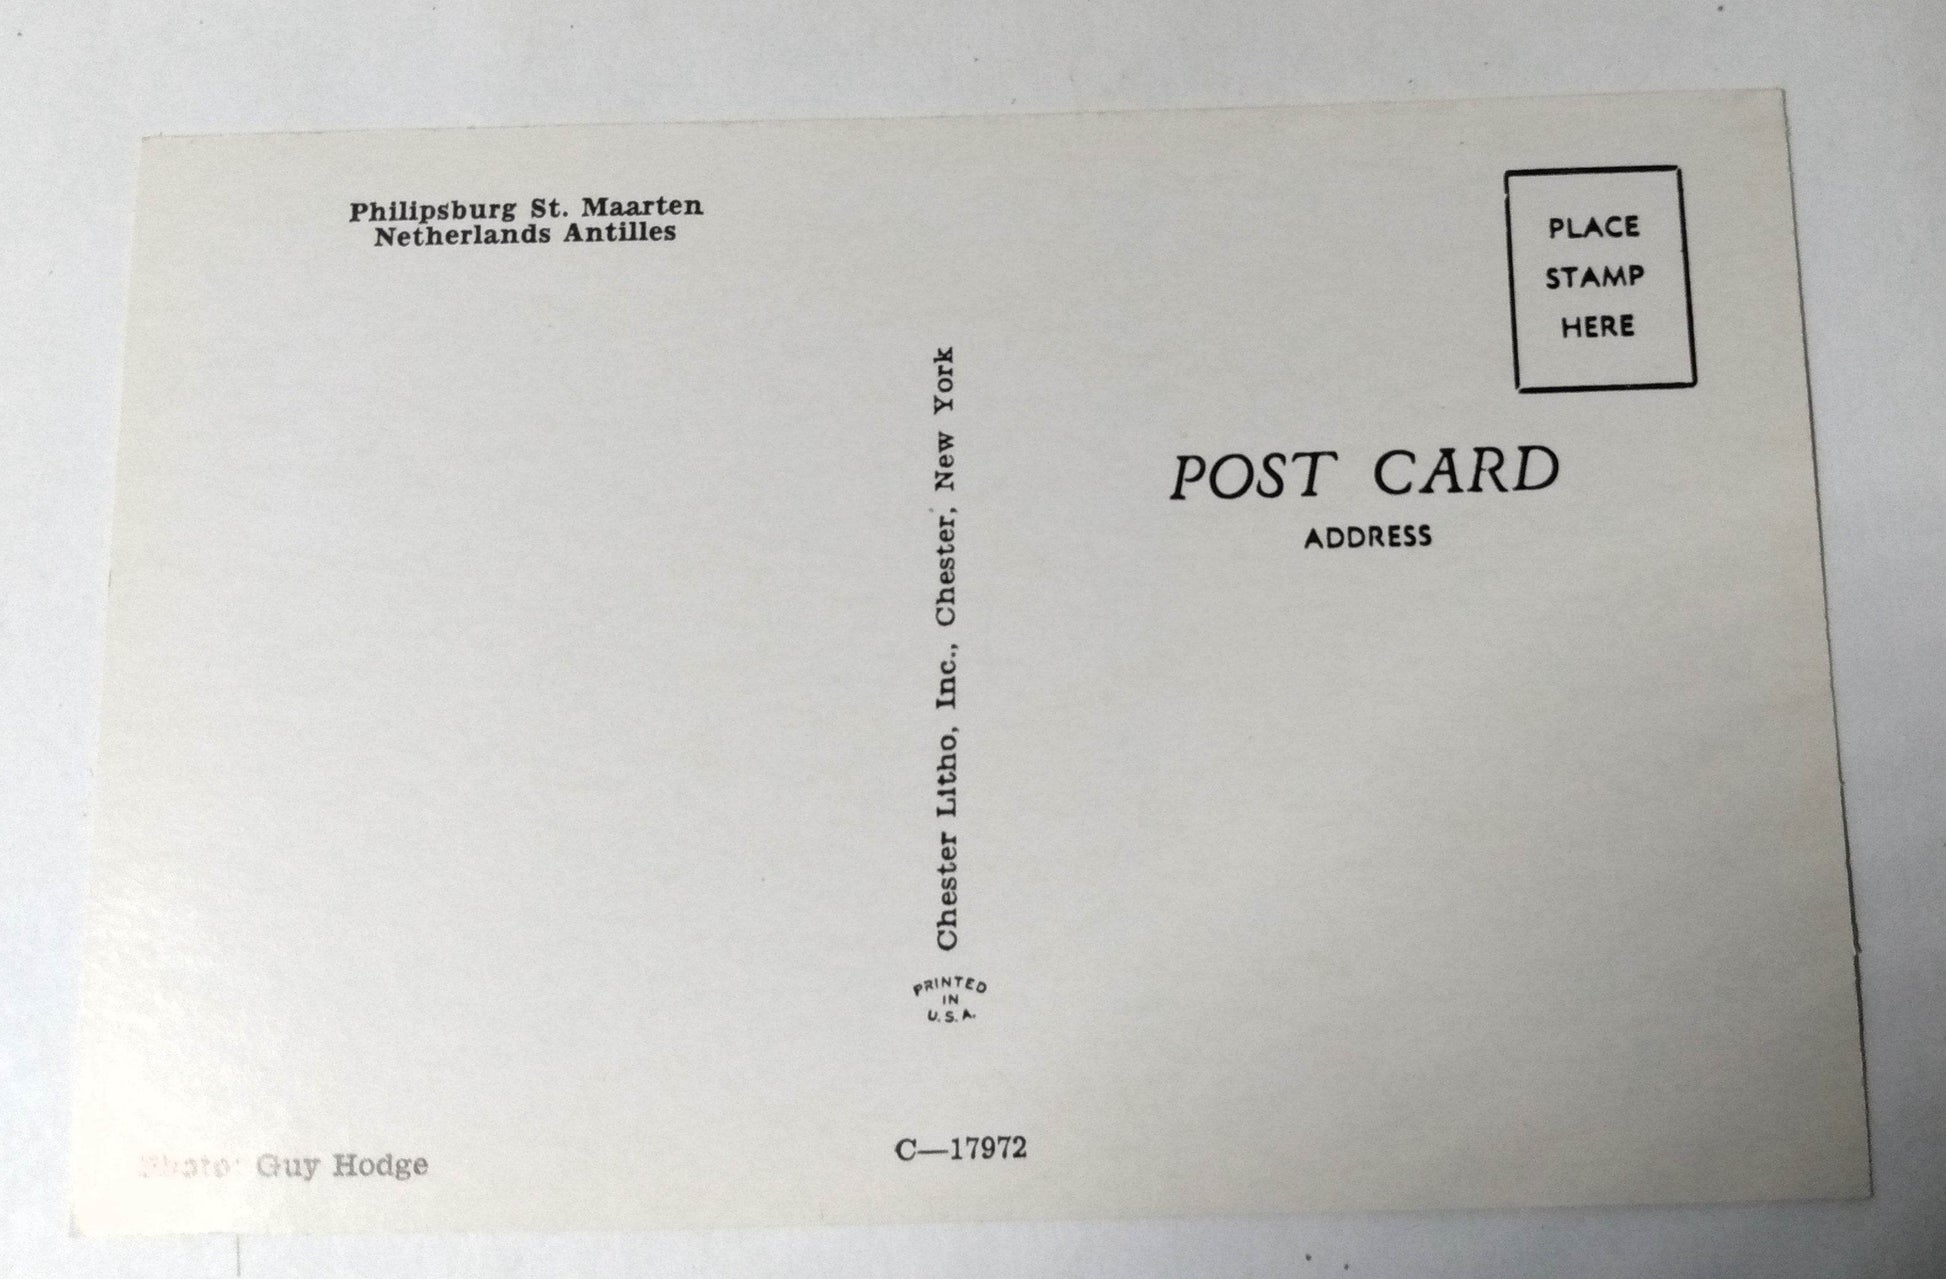 Philipsburg St. Maarten
Netherlands Antilles
Photo: Guy Hodge
Chester Litho, Inc., Chester, New York
PRINTED
IN
U.S.A.
C—17972
PLACE
STAMP
HERE
POST CARD
ADDRESS